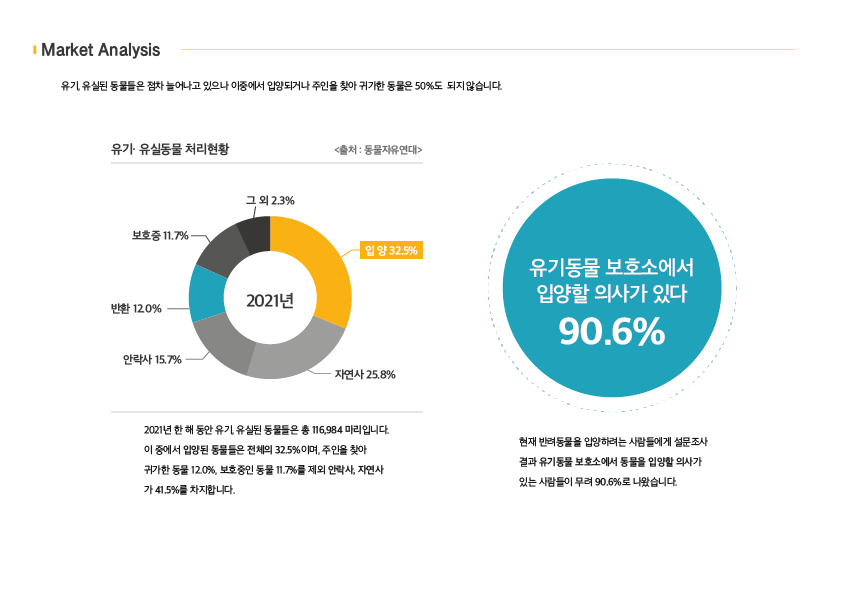 Market Analysis
유기, 유실된 동물들은 점차 늘어나고 있으나 이중에서 입양되거나 주인을 찾아 귀가한 동물은 50%도 되지 않습니다.
유기· 유실동물 처리현황
<출처 : 동물자유연대>
그 외 2.3%
보호중 11.7%
입 양 32.5%
2021년
반환 12.0%
안락사 15.7%
자연사 25.8%
2021년 한 해 동안 유기, 유실된 동물들은 총 116,984 마리입니다.
이 중에서 입양된 동물들은 전체의 32.5%이며, 주인을 찾아
귀가한 동물 12.0%, 보호중인 동물 11.7%를 제외 안락사, 자연사
가 41.5%를 차지합니다.
유기동물 보호소에서
입양할 의사가 있다
90.6%
현재 반려동물을 입양하려는 사람들에게 설문조사
결과 유기동물 보호소에서 동물을 입양할 의사가
있는 사람들이 무려 90.6%로 나왔습니다.